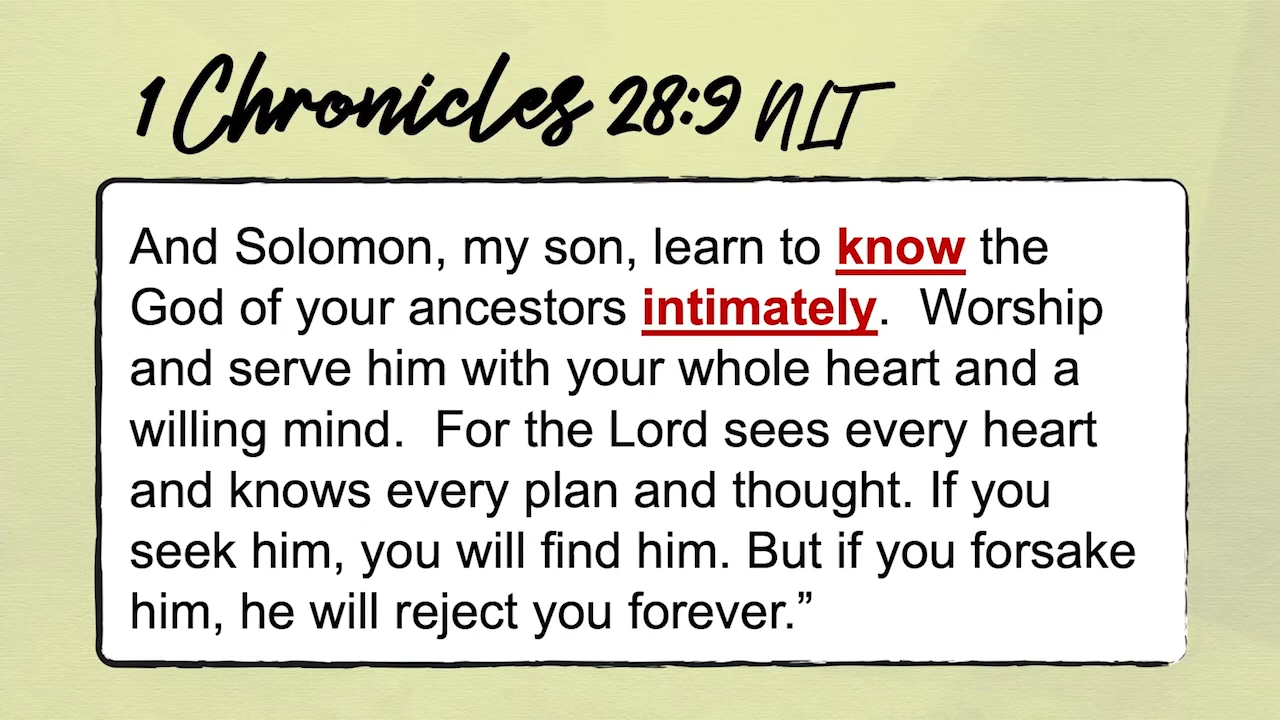 1 Chronicles 28:9 NLT
And Solomon, my son, learn to know the
God of your ancestors intimately.  Worship
and serve him with your whole heart and a
willing mind.  For the Lord sees every heart
and knows every plan and thought. If you
seek him, you will find him. But if you forsake
him, he will reject you forever.”